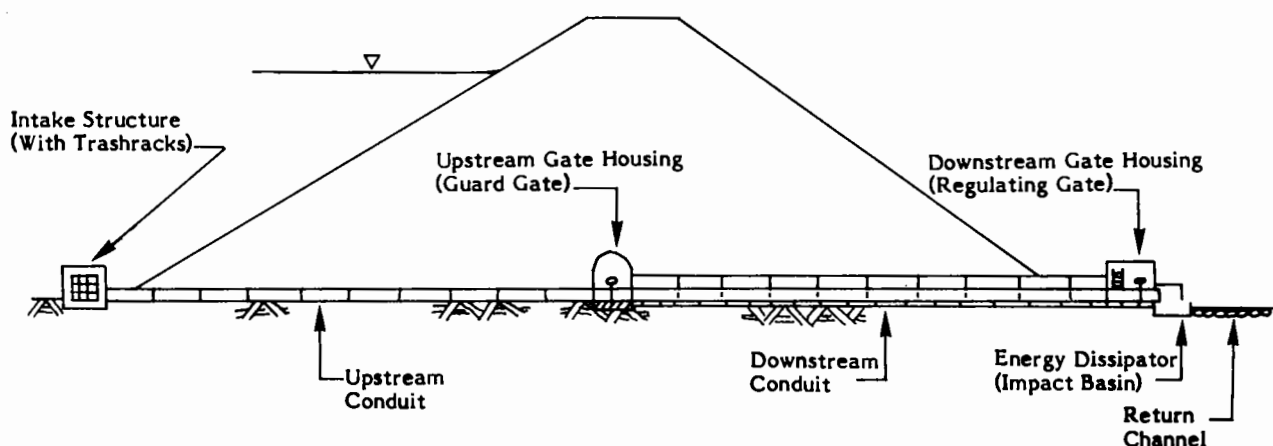 Intake Structure
(With Trashracks)
Upstream Gate Housing
(Guard Gate)
Downstream Gate Housing
(Regulating Gate)
Upstream
Conduit
Downstream
Conduit
Energy Dissipator
(Impact Basin)
Return
Channel